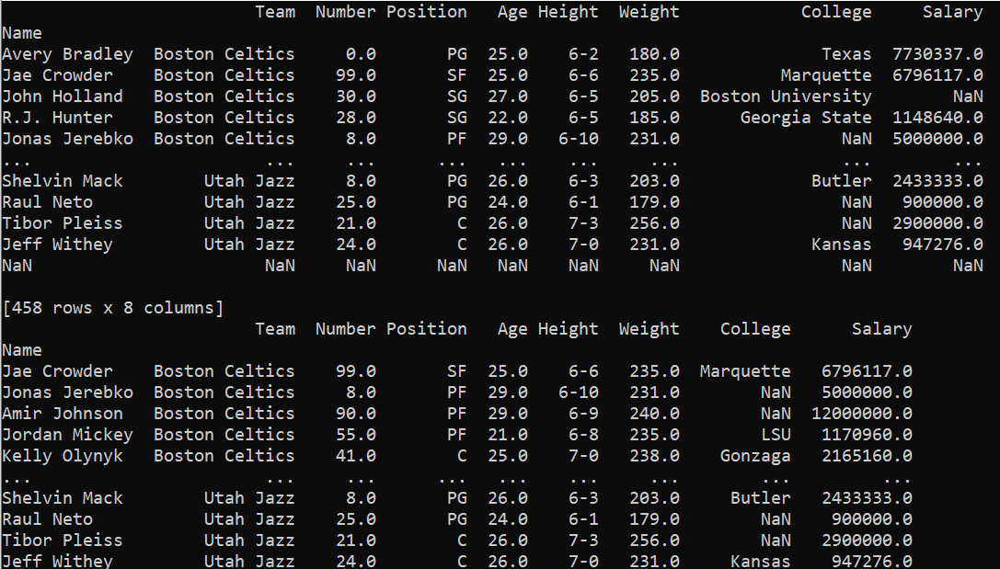 Team  Number Position   Age Height  Weight            College     Salary
Name
Avery Bradley  Boston Celtics     0.0       PG  25.0    6-2   180.0              Texas  7730337.0
Jae Crowder    Boston Celtics    99.0       SF  25.0    6-6   235.0          Marquette  6796117.0
John Holland   Boston Celtics    30.0       SG  27.0    6-5   205.0  Boston University        NaN
R.J. Hunter    Boston Celtics    28.0       SG  22.0    6-5   185.0      Georgia State  1148640.0
Jonas Jerebko  Boston Celtics     8.0       PF  29.0   6-10   231.0                NaN  5000000.0
...                       ...     ...      ...   ...    ...     ...                ...        ...
Shelvin Mack        Utah Jazz     8.0       PG  26.0    6-3   203.0             Butler  2433333.0
Raul Neto           Utah Jazz    25.0       PG  24.0    6-1   179.0                NaN   900000.0
Tibor Pleiss        Utah Jazz    21.0        C  26.0    7-3   256.0                NaN  2900000.0
Jeff Withey         Utah Jazz    24.0        C  26.0    7-0   231.0             Kansas   947276.0
NaN                       NaN     NaN      NaN   NaN    NaN     NaN                NaN        NaN

[458 rows x 8 columns]
                         Team  Number Position   Age Height  Weight    College      Salary
Name
Jae Crowder    Boston Celtics    99.0       SF  25.0    6-6   235.0  Marquette   6796117.0
Jonas Jerebko  Boston Celtics     8.0       PF  29.0   6-10   231.0        NaN   5000000.0
Amir Johnson   Boston Celtics    90.0       PF  29.0    6-9   240.0        NaN  12000000.0
Jordan Mickey  Boston Celtics    55.0       PF  21.0    6-8   235.0        LSU   1170960.0
Kelly Olynyk   Boston Celtics    41.0        C  25.0    7-0   238.0    Gonzaga   2165160.0
...                       ...     ...      ...   ...    ...     ...        ...         ...
Shelvin Mack        Utah Jazz     8.0       PG  26.0    6-3   203.0     Butler   2433333.0
Raul Neto           Utah Jazz    25.0       PG  24.0    6-1   179.0        NaN    900000.0
Tibor Pleiss        Utah Jazz    21.0        C  26.0    7-3   256.0        NaN   2900000.0
Jeff Withey         Utah Jazz    24.0        C  26.0    7-0   231.0     Kansas    947276.0